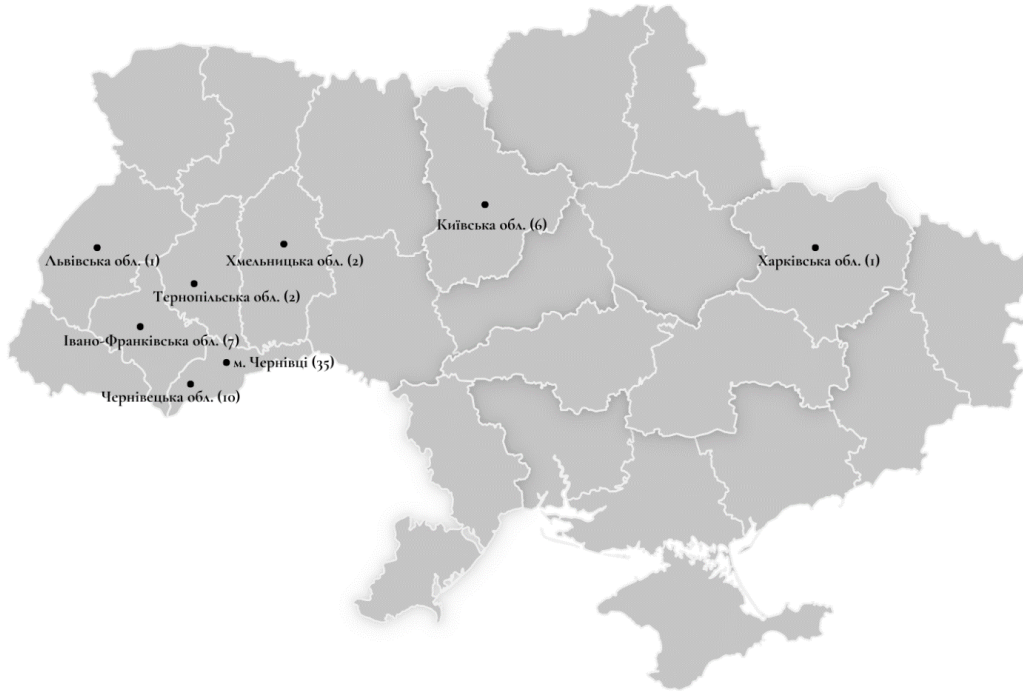 Київська обл. (6)
Львівська обл. (1)
Хмельницька обл. (2)
Харківська обл. (1)
Тернопільська обл. (2)
Івано-Франківська обл. (7)
м. Чернівці (35)
Чернівецька обл. (10)